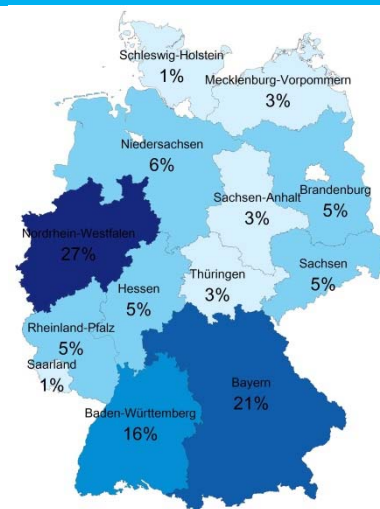 Schleswig-Holstein
1%
Mecklenburg-Vorpommern
3%
Niedersachsen
6%
Sachsen-Anhalt
3%
Brandenburg
5%
Nordrhein-Westfalen
27%
Thüringen
3%
Sachsen
5%
Hessen
5%
Rheinland-Pfalz
5%
Saarland
1%
Bayern
21%
Baden-Württemberg
16%